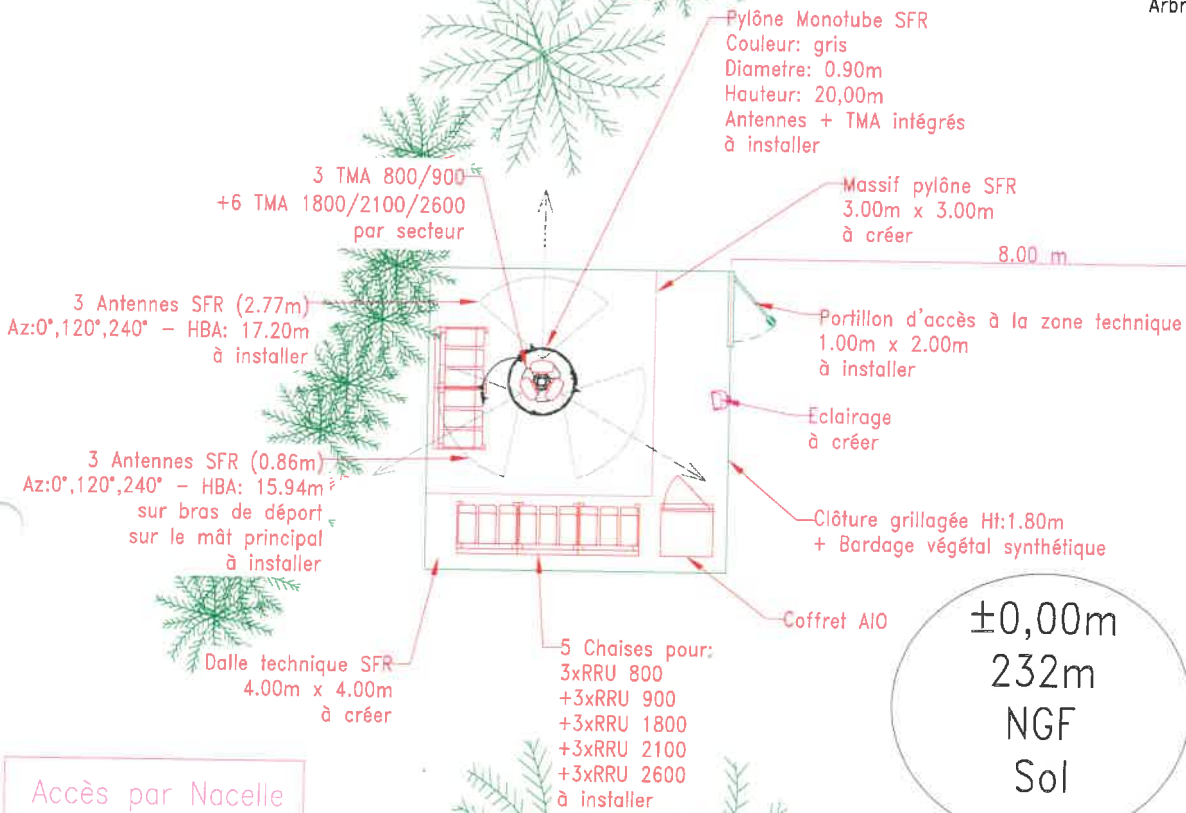 Arbr
Pylône Monotube SFR
Couleur: gris
Diametre: 0.90m
Hauteur: 20,00m
Antennes + TMA intégrés
à installer
3 TMA 800/900
+6 TMA 1800/2100/2600
par secteur
Massif pylône SFR
3.00m x 3.00m
à créer
8.00 m
3 Antennes SFR (2.77m)
Az:0°,120°,240° – HBA: 17.20m
à installer
Portillon d'accès à la zone technique
1.00m x 2.00m
à installer
Eclairage
à créer
3 Antennes SFR (0.86m)
Az:0°,120°,240° – HBA: 15.94m
sur bras de déport
sur le mât principal
à installer
Clôture grillagée Ht:1.80m
+ Bardage végétal synthétique
Coffret AIO
±0,00m
232m
NGF
Sol
Dalle technique SFR
4.00m x 4.00m
à créer
5 Chaises pour:
3xRRU 800
+3xRRU 900
+3xRRU 1800
+3xRRU 2100
+3xRRU 2600
à installer
Accès par Nacelle